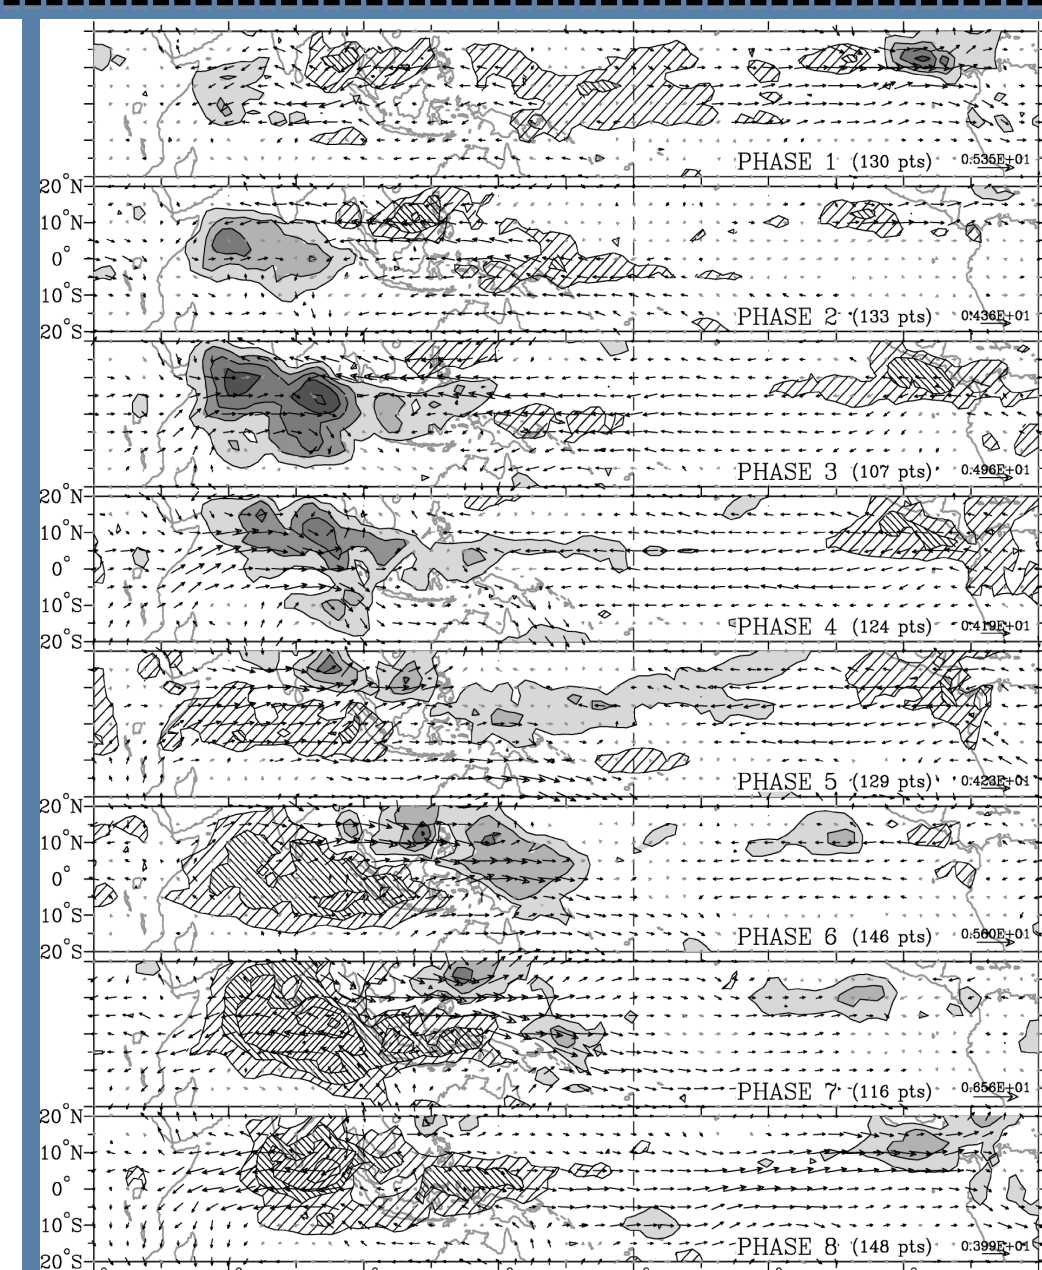 PHASE 1 (130 pts) 0.535E+01
20°N
10°N
0°
10°S
PHASE 2 (133 pts) 0.436E+01
20°S
PHASE 3 (107 pts) 0.496E+01
20°N
10°N
0°
10°S
PHASE 4 (124 pts) 0.419E+01
20°S
PHASE 5 (129 pts) 0.423E+01
20°N
10°N
0°
10°S
PHASE 6 (146 pts) 0.560E+01
20°S
PHASE 7 (116 pts) 0.656E+01
20°N
10°N
0°
10°S
PHASE 8 (148 pts) 0.399E+01
20°S